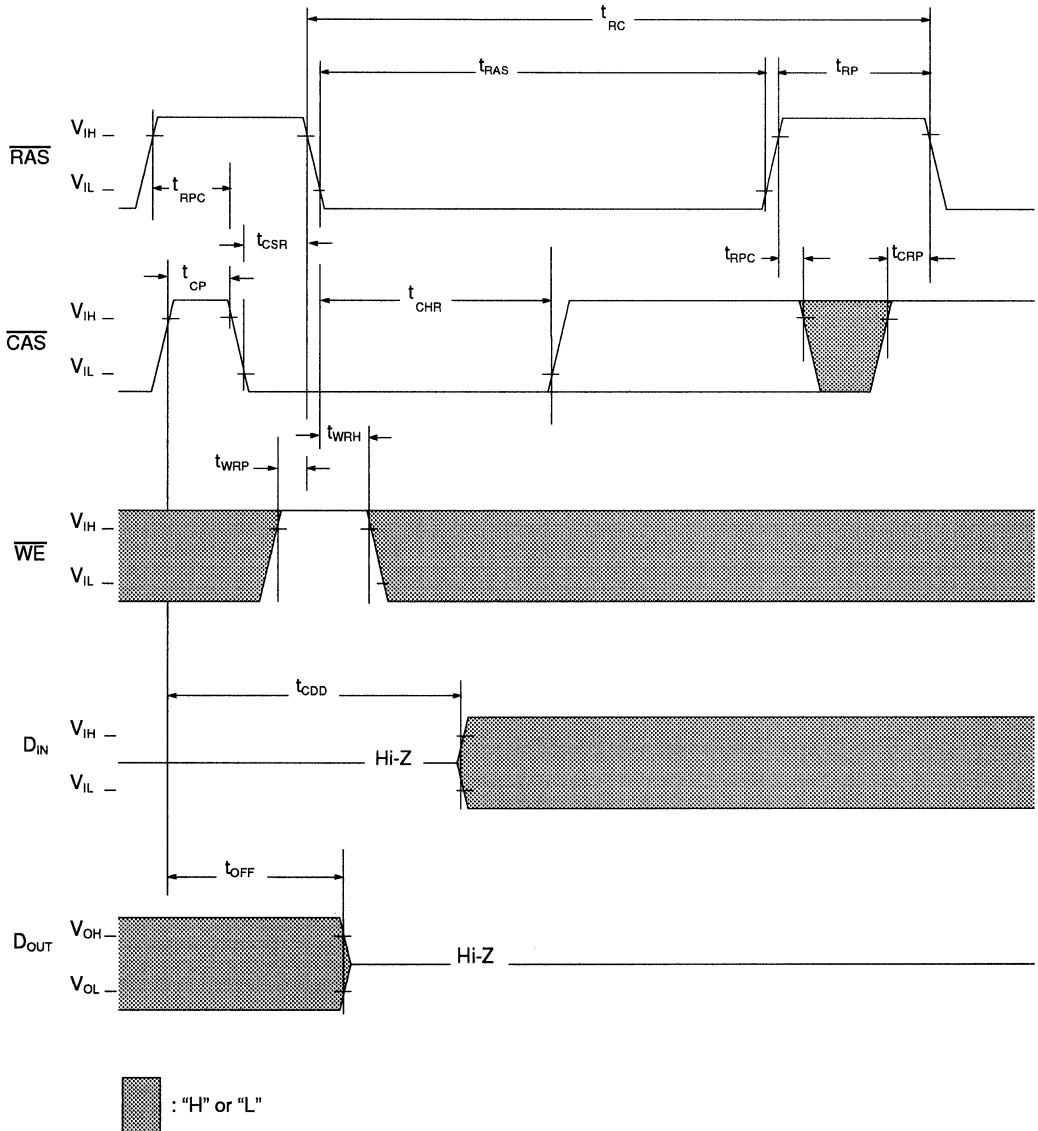 tRC
tRAS
tRP
RAS
VIH
VIL
tRPC
tCSR
tCP
tRPC
tCRP
tCHR
CAS
VIH
VIL
tWRH
tWRP
WE
VIH
VIL
tCDD
DIN
VIH
VIL
Hi-Z
tOFF
DOUT
VOH
VOL
Hi-Z
: “H” or “L”